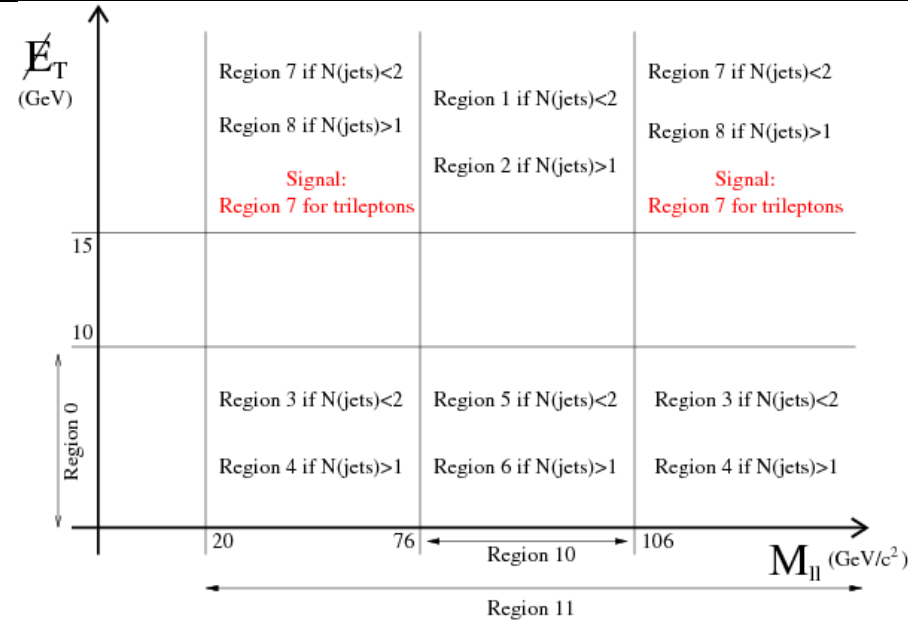 E̸T
(GeV)
Region 7 if N(jets)<2
Region 8 if N(jets)>1
Signal:
Region 7 for trileptons
Region 1 if N(jets)<2
Region 2 if N(jets)>1
Region 7 if N(jets)<2
Region 8 if N(jets)>1
Signal:
Region 7 for trileptons
15
10
Region 0
Region 3 if N(jets)<2
Region 4 if N(jets)>1
Region 5 if N(jets)<2
Region 6 if N(jets)>1
Region 3 if N(jets)<2
Region 4 if N(jets)>1
20
76
106
Region 10
Mll (GeV/c²)
Region 11